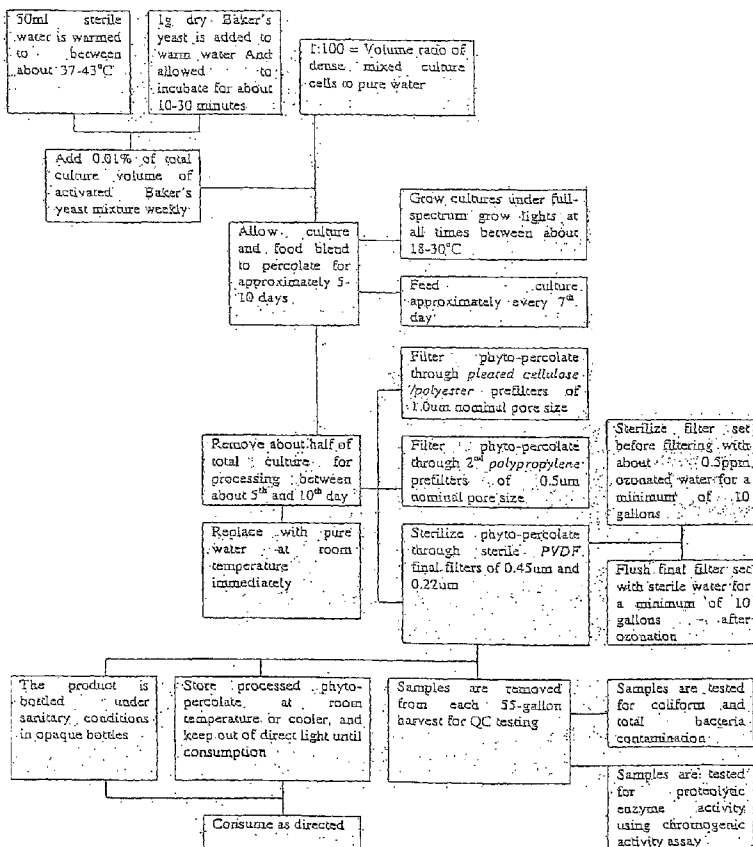 50ml sterile
water is warmed
to between
about 37-43°C
1g dry Baker's
yeast is added to
warm water And
allowed to
incubate for about
10-30 minutes
1:100 = Volume ratio of
dense mixed culture
cells to pure water
Add 0.01% of total
culture volume of
activated Baker's
yeast mixture weekly
Allow culture
and food blend
to percolate for
approximately 5-
10 days
Grow cultures under full-
spectrum grow lights at
all times between about
18-30°C
Feed culture
approximately every 7th
day
Filter phyto-percolate
through pleated cellulose
/polyester prefilters of
1.0um nominal pore size
Remove about half of
total culture for
processing between
about 5th and 10th day
Filter phyto-percolate
through 2nd polypropylene
prefilters of 0.5um
nominal pore size
Sterilize filter set
before filtering with
about 0.5ppm
ozonated water for a
minimum of 10
gallons
Replace with pure
water at room
temperature
immediately
Sterilize phyto-percolate
through sterile PVDF
final filters of 0.45um and
0.22um
Flush final filter set
with sterile water for
a minimum of 10
gallons after
ozonation
The product is
bottled under
sanitary conditions
in opaque bottles
Store processed phyto-
percolate at room
temperature or cooler, and
keep out of direct light until
consumption
Samples are removed
from each 55-gallon
harvest for QC testing
Samples are tested
for coliform and
total bacteria
contamination
Samples are tested
for proteolytic
enzyme activity
using chromogenic
activity assay
Consume as directed